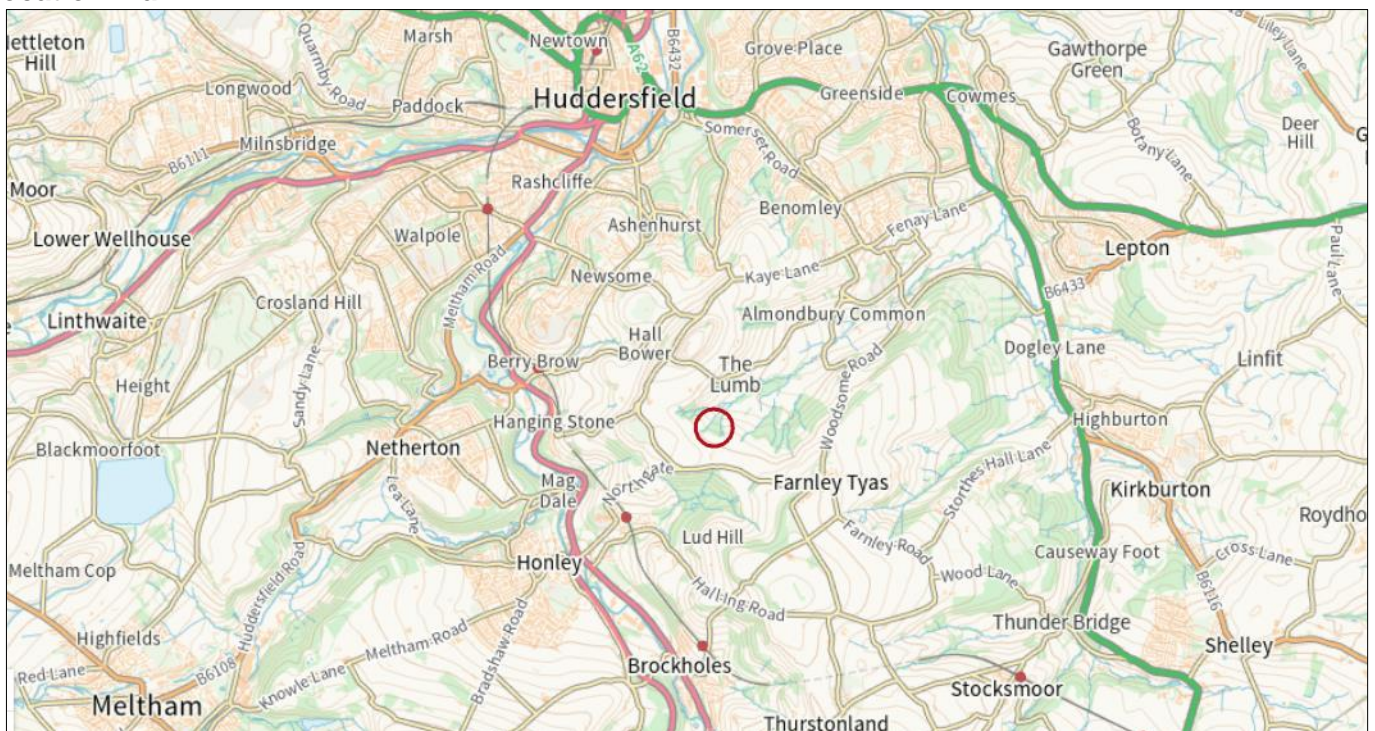 ettleton
Hill
Marsh
Newtown
A62
B6432
Grove Place
Gawthorpe
Green
Liley Lane
Quarmby Road
Longwood
Paddock
Huddersfield
Greenside
Cowmes
Botany Lane
Deer
Hill
G
B6111
Milnsbridge
Somerset Road
Moor
Rashcliffe
Benomley
Fenay Lane
Ashenhurst
Lower Wellhouse
Walpole
Lepton
Paul Lane
Meltham Road
Newsome
Kaye Lane
B6433
Crosland Hill
Linthwaite
Almondbury Common
Hall
Bower
Dogley Lane
Linfit
Berry Brow
The
Lumb
Height
Sandy Lane
Woodsome Road
Hanging Stone
Highburton
Blackmoorfoot
Netherton
Storthes Hall Lane
Northgate
Farnley Tyas
Mag
Dale
Lea Lane
Kirkburton
Roydho
Lud Hill
Farnley Road
Causeway Foot
Cross Lane
Honley
Meltham Cop
Wood Lane
Huddersfield Road
Hall Ing Road
B6116
Thunder Bridge
Highfields
Meltham Road
Bradshaw Road
Shelley
Brockholes
Red Lane
B6108
Knowle Lane
Stocksmoor
Meltham
Thurstonland